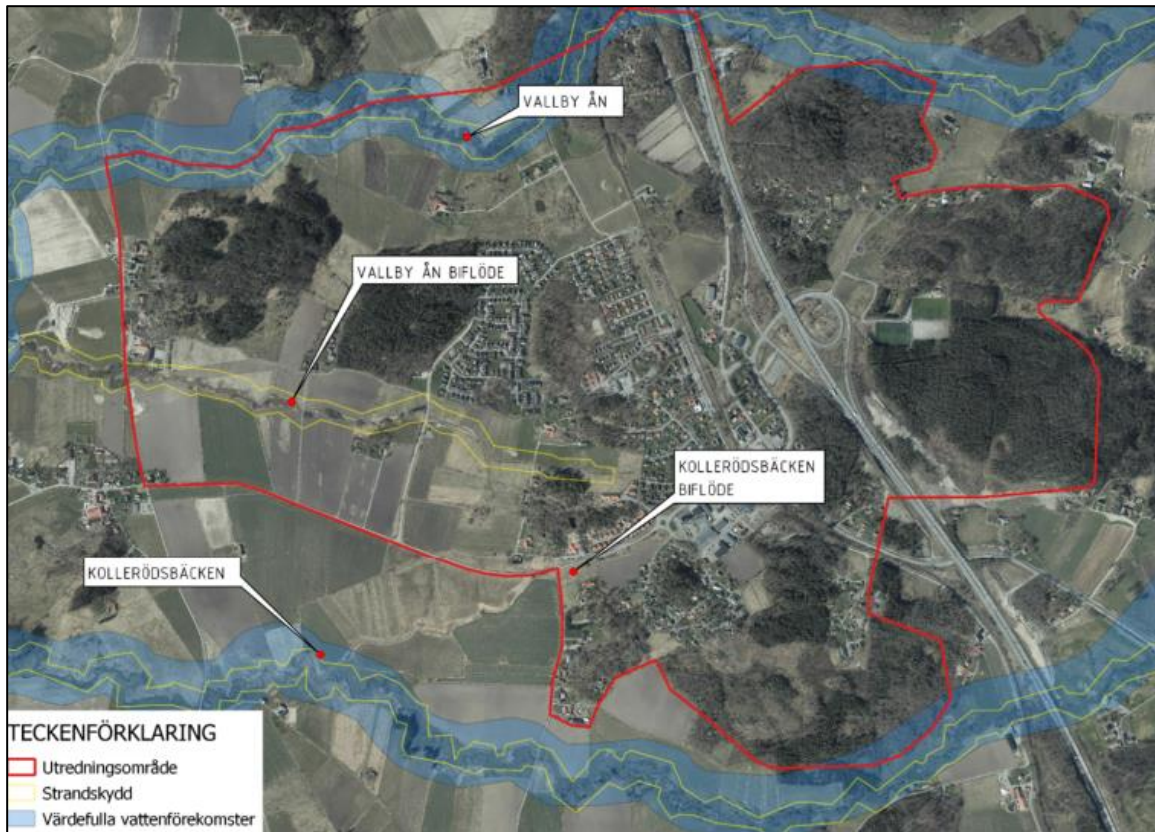 VALLBY ÅN
VALLBY ÅN BIFLÖDE
KOLLERÖDSBÄCKEN
BIFLÖDE
KOLLERÖDSBÄCKEN
TECKENFÖRKLARING
Utredningsområde
Strandskydd
Värdefulla vattenförekomster